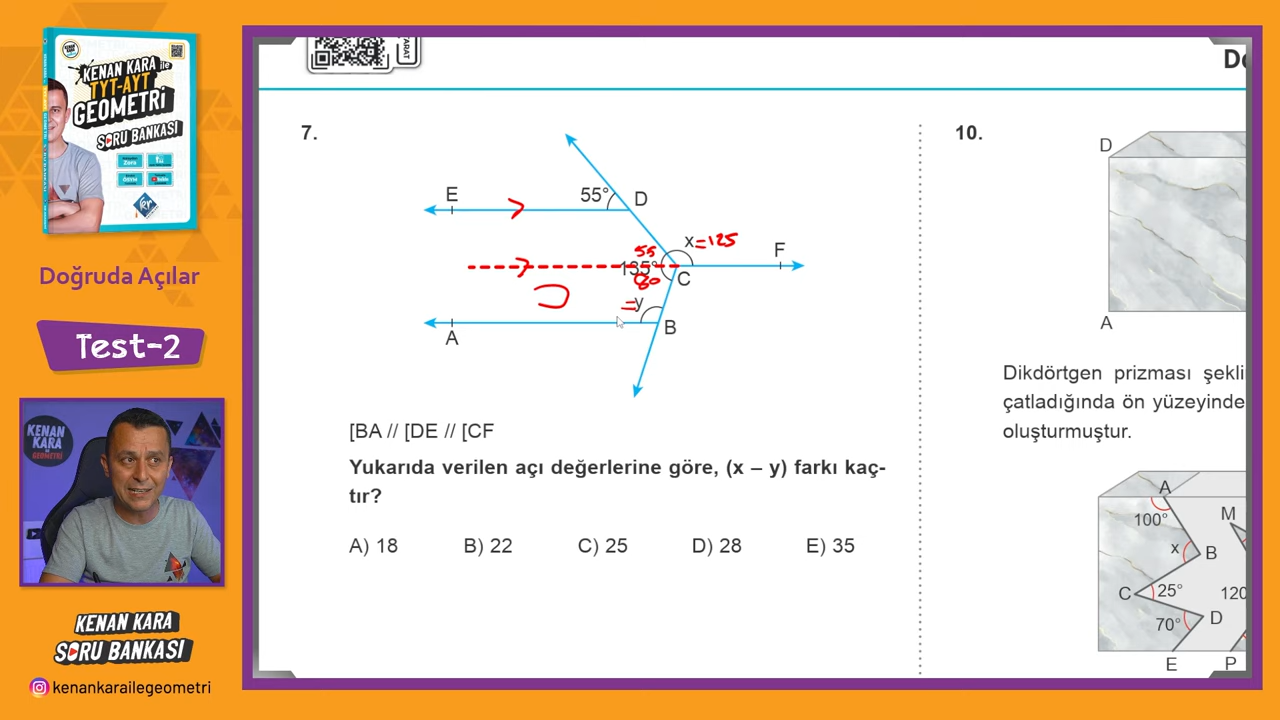 KENAN KARA ile
TYT-AYT
GEOMETRİ
SORU BANKASI
Doğruda Açılar
Test-2
KENAN
KARA
GEOMETRİ
KENAN KARA
SORU BANKASI
kenankarailegeometri
7.
E
55°
D
x
=125
F
55
135°
C
80
=
y
A
B
[BA // [DE // [CF
Yukarıda verilen açı değerlerine göre, (x – y) farkı kaç-
tır?
A) 18 B) 22 C) 25 D) 28 E) 35
10.
D
A
Dikdörtgen prizması şekli
çatladığında ön yüzeyinde
oluşturmuştur.
A
100°
M
x
B
C
25°
120
70°
D
E
P